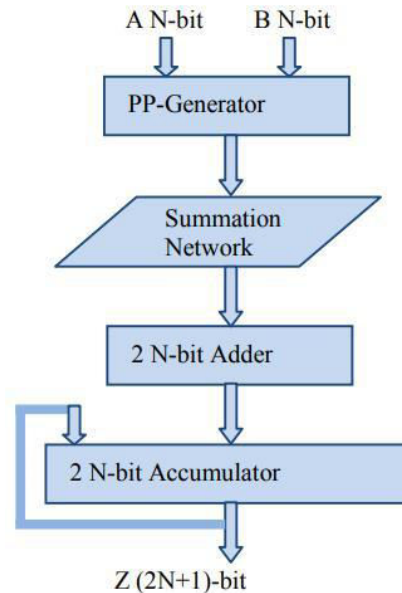 A N-bit B N-bit
PP-Generator
Summation
Network
2 N-bit Adder
2 N-bit Accumulator
Z (2N+1)-bit